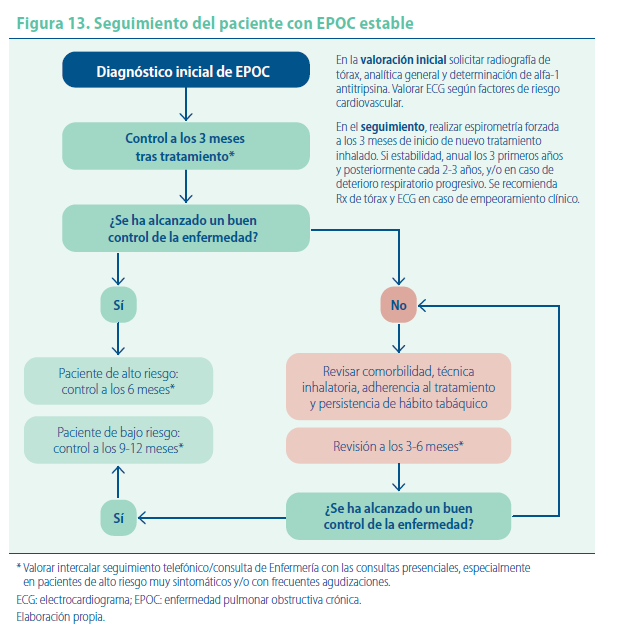 Figura 13. Seguimiento del paciente con EPOC estable
Diagnóstico inicial de EPOC
En la valoración inicial solicitar radiografía de
tórax, analítica general y determinación de alfa-1
antitripsina. Valorar ECG según factores de riesgo
cardiovascular.
En el seguimiento, realizar espirometría forzada
a los 3 meses de inicio de nuevo tratamiento
inhalado. Si estabilidad, anual los 3 primeros años
y posteriormente cada 2-3 años, y/o en caso de
deterioro respiratorio progresivo. Se recomienda
Rx de tórax y ECG en caso de empeoramiento clínico.
Control a los 3 meses
tras tratamiento*
¿Se ha alcanzado un buen
control de la enfermedad?
Sí
No
Paciente de alto riesgo:
control a los 6 meses*
Paciente de bajo riesgo:
control a los 9-12 meses*
Revisar comorbilidad, técnica
inhalatoria, adherencia al tratamiento
y persistencia de hábito tabáquico
Revisión a los 3-6 meses*
¿Se ha alcanzado un buen
control de la enfermedad?
Sí
* Valorar intercalar seguimiento telefónico/consulta de Enfermería con las consultas presenciales, especialmente
en pacientes de alto riesgo muy sintomáticos y/o con frecuentes agudizaciones.
ECG: electrocardiograma; EPOC: enfermedad pulmonar obstructiva crónica.
Elaboración propia.